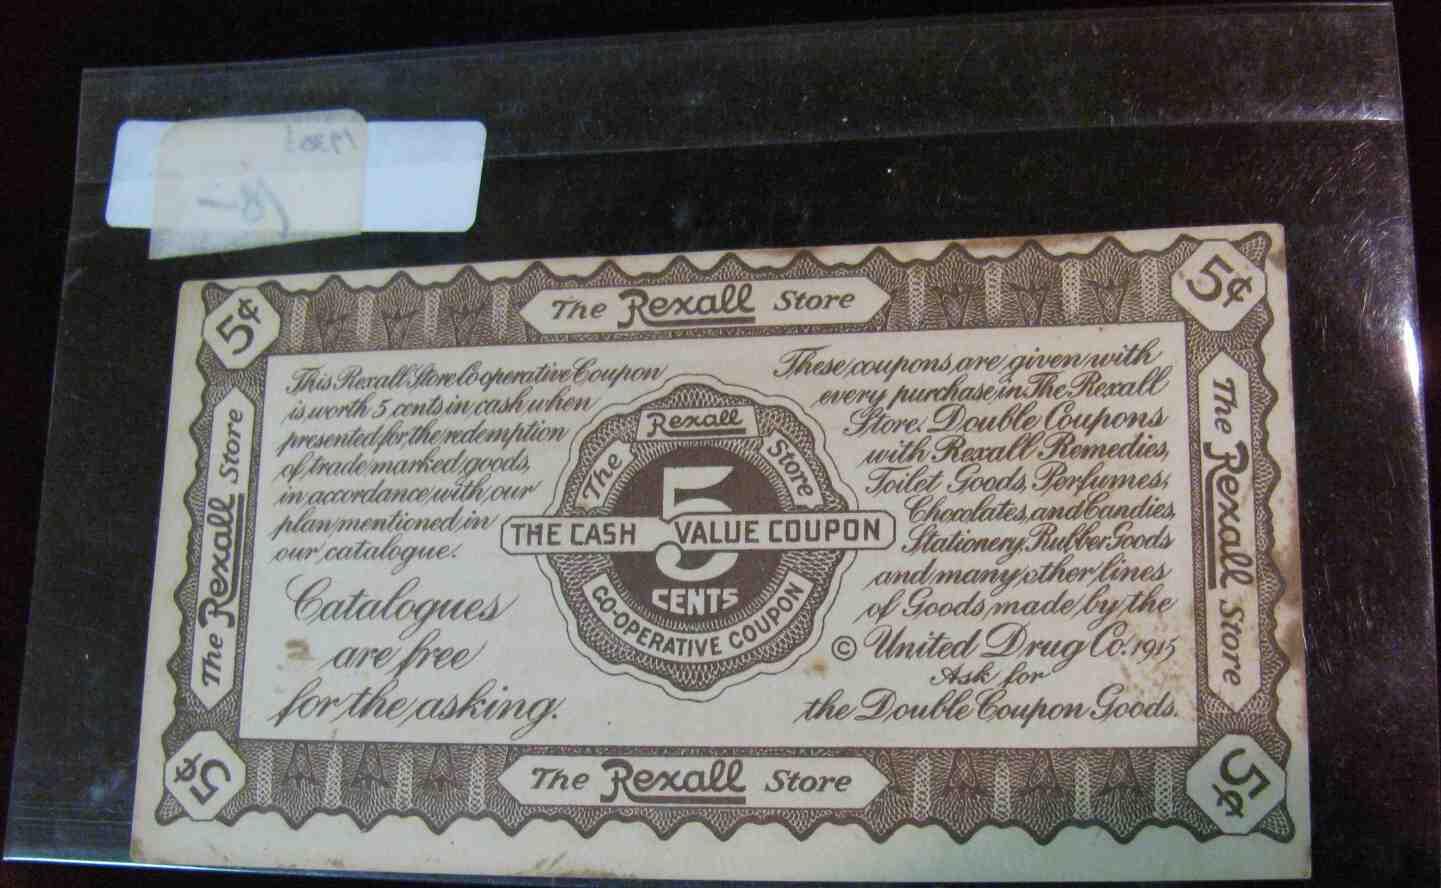 1930s
18-
5¢
The Rexall Store
5¢
The Rexall Store
This Rexall Store Co-operative Coupon
is worth 5 cents in cash when
presented for the redemption
of trade marked goods,
in accordance with our
plan mentioned in
our catalogue.
Catalogues
are free
for the asking.
The Rexall Store
5
THE CASH VALUE COUPON
CENTS
CO-OPERATIVE COUPON
These coupons are given with
every purchase in The Rexall
Store. Double Coupons
with Rexall Remedies,
Toilet Goods, Perfumes,
Chocolates, and Candies
Stationery, Rubber Goods
and many other lines
of Goods made by the
© United Drug Co. 1915
Ask for
the Double Coupon Goods.
The Rexall Store
5¢
The Rexall Store
5¢